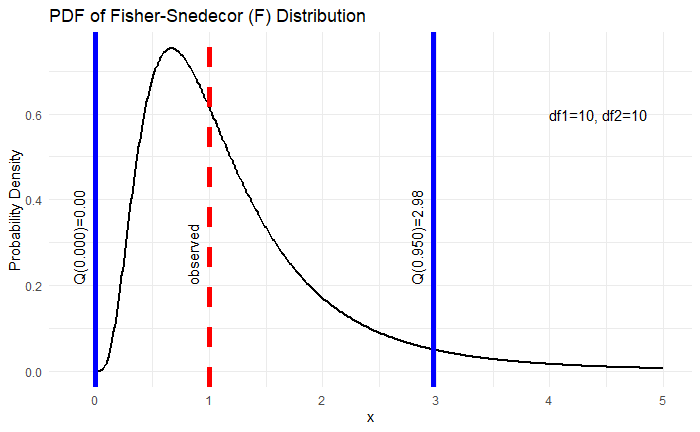 PDF of Fisher-Snedecor (F) Distribution
Probability Density
0.6
0.4
0.2
0.0
Q(0.000)=0.00
observed
Q(0.950)=2.98
df1=10, df2=10
0
1
2
3
4
5
x